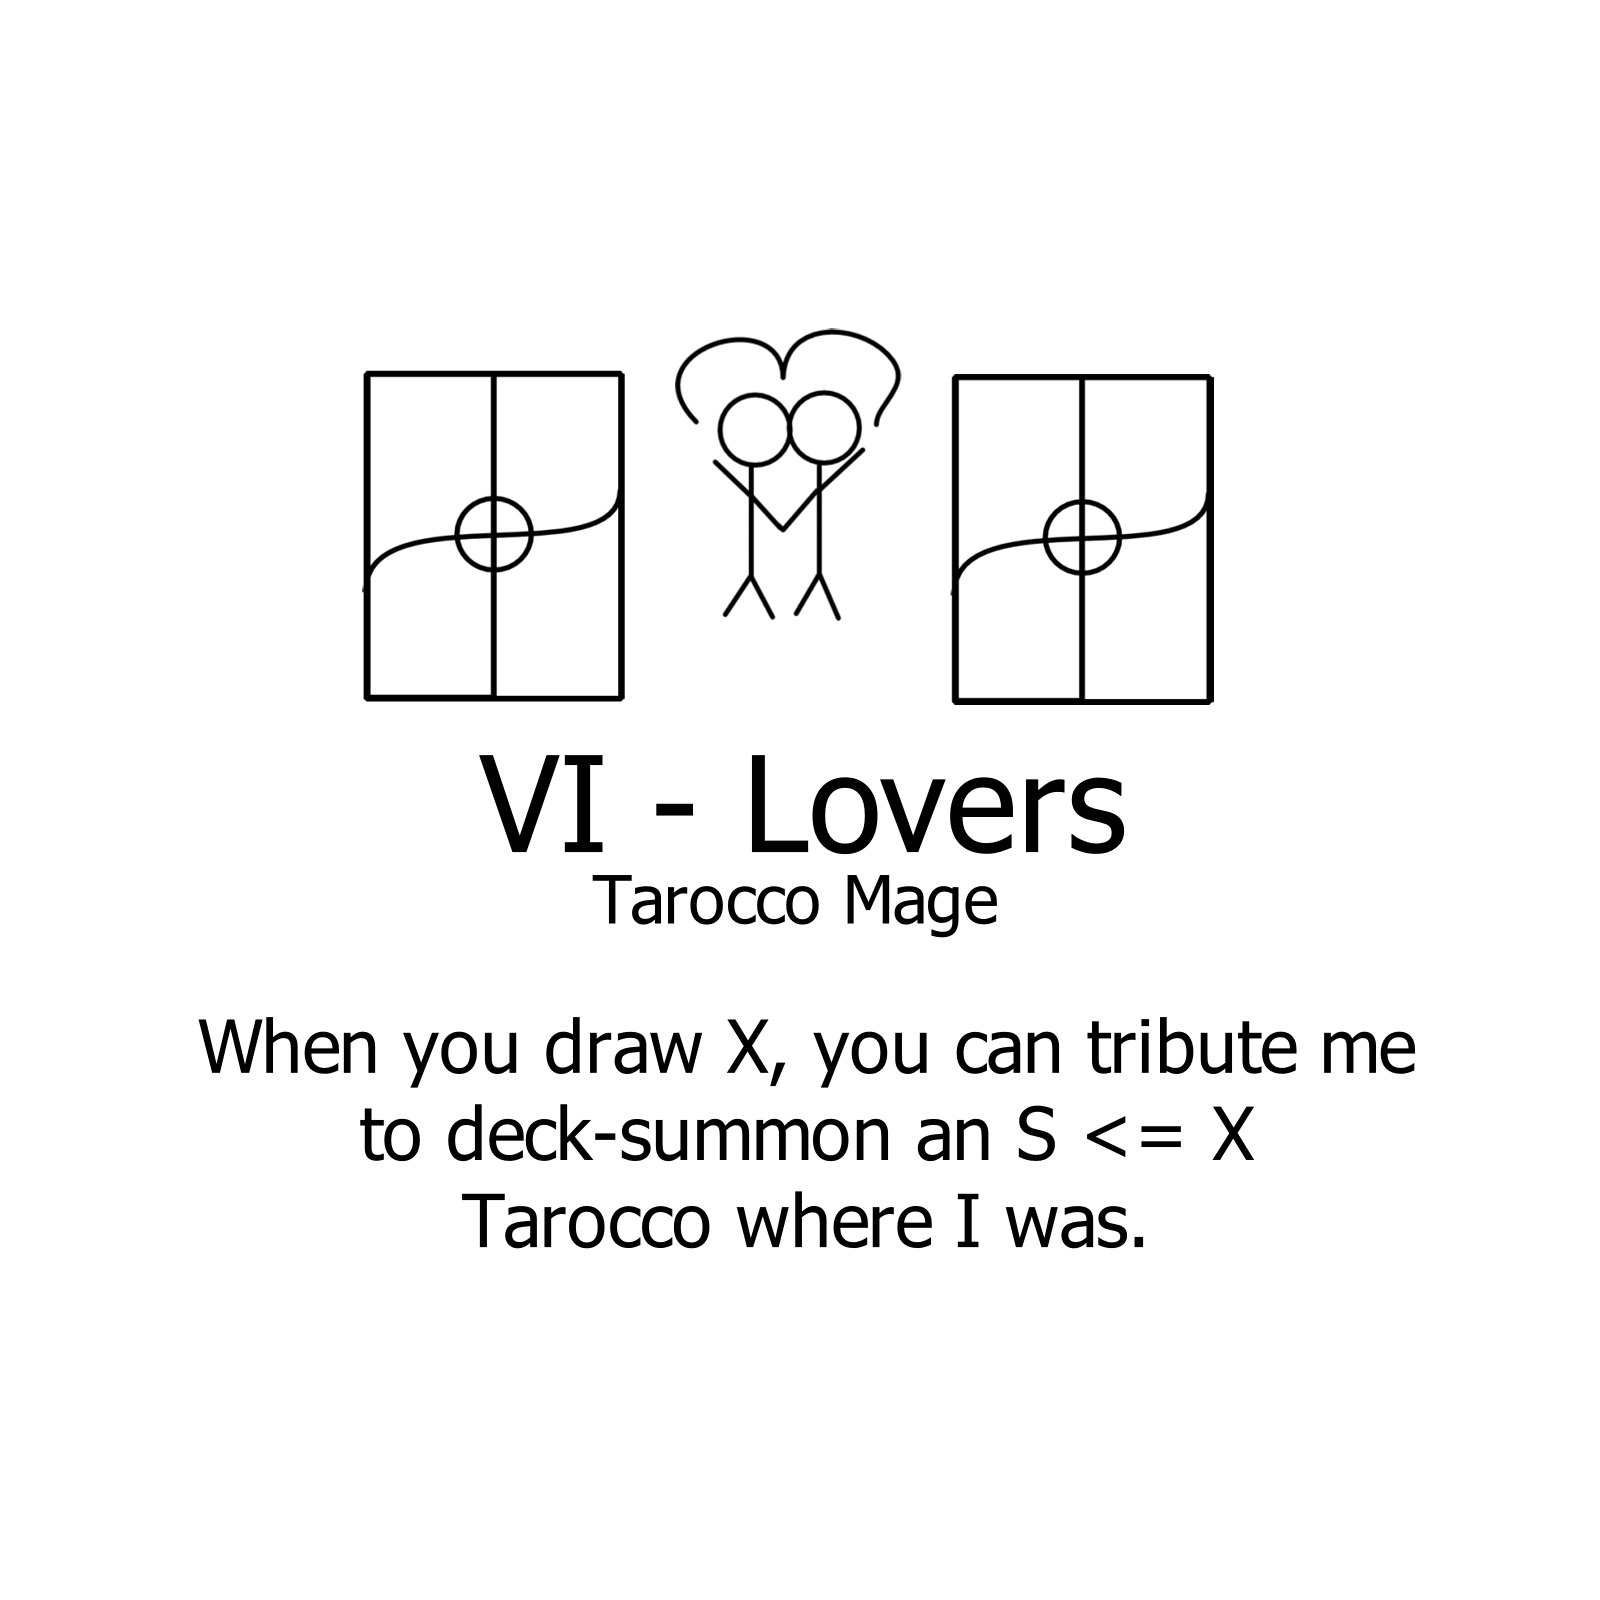 VI - Lovers
Tarocco Mage
When you draw X, you can tribute me
to deck-summon an S <= X
Tarocco where I was.